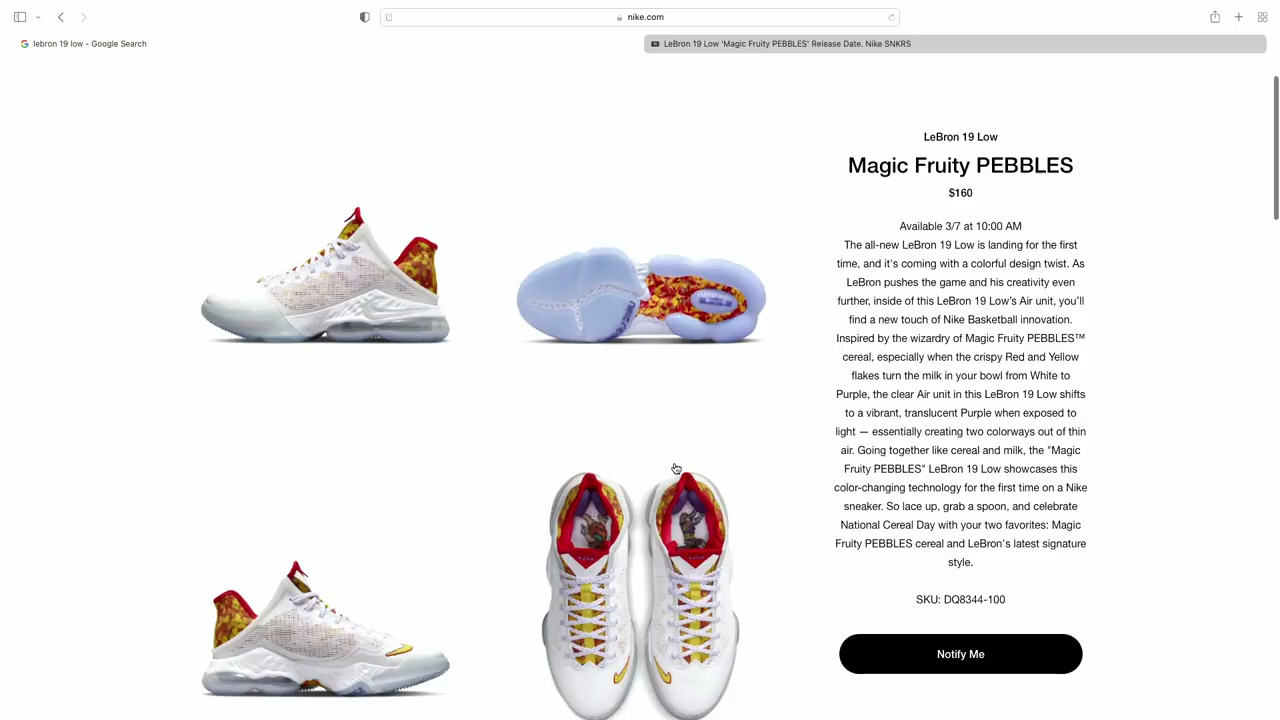 nike.com
lebron 19 low - Google Search
LeBron 19 Low 'Magic Fruity PEBBLES' Release Date. Nike SNKRS
LeBron 19 Low
Magic Fruity PEBBLES
$160
Available 3/7 at 10:00 AM
The all-new LeBron 19 Low is landing for the first
time, and it's coming with a colorful design twist. As
LeBron pushes the game and his creativity even
further, inside of this LeBron 19 Low's Air unit, you'll
find a new touch of Nike Basketball innovation.
Inspired by the wizardry of Magic Fruity PEBBLES™
cereal, especially when the crispy Red and Yellow
flakes turn the milk in your bowl from White to
Purple, the clear Air unit in this LeBron 19 Low shifts
to a vibrant, translucent Purple when exposed to
light — essentially creating two colorways out of thin
air. Going together like cereal and milk, the "Magic
Fruity PEBBLES" LeBron 19 Low showcases this
color-changing technology for the first time on a Nike
sneaker. So lace up, grab a spoon, and celebrate
National Cereal Day with your two favorites: Magic
Fruity PEBBLES cereal and LeBron's latest signature
style.
SKU: DQ8344-100
Notify Me